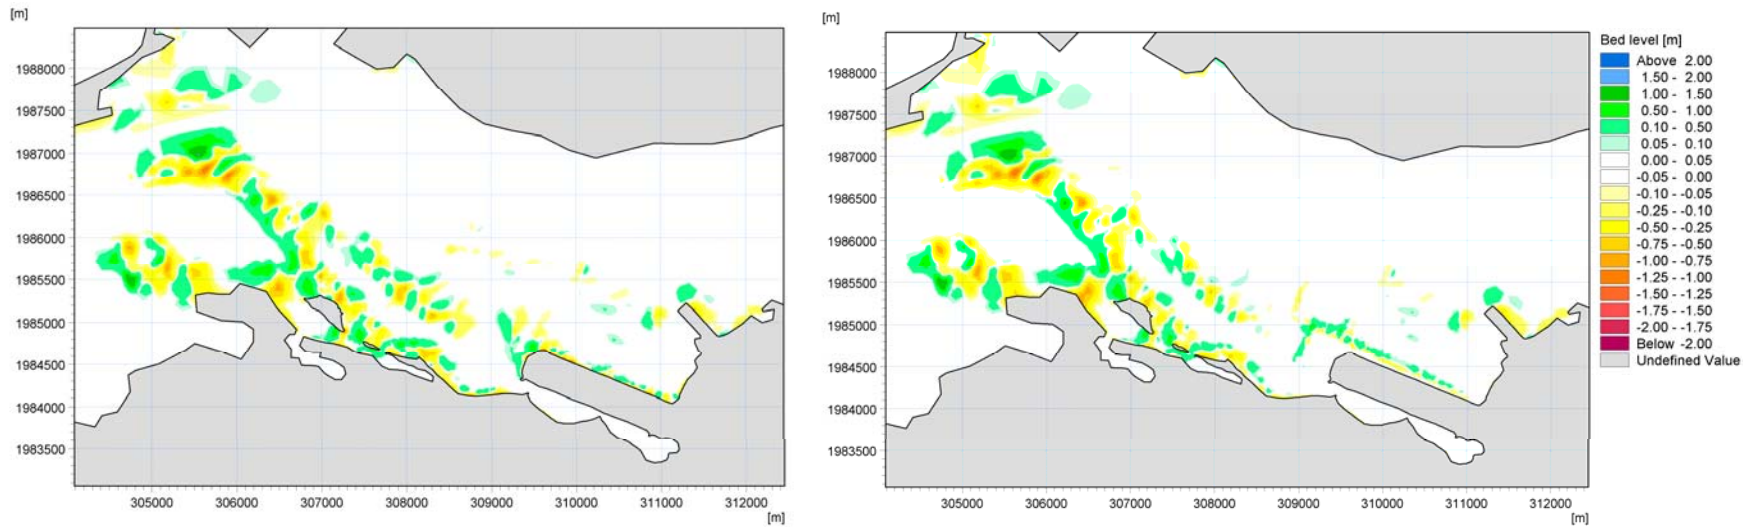 [m]
1988000
1987500
1987000
1986500
1986000
1985500
1985000
1984500
1984000
1983500
305000 306000 307000 308000 309000 310000 311000 312000
[m]
[m]
1988000
1987500
1987000
1986500
1986000
1985500
1985000
1984500
1984000
1983500
305000 306000 307000 308000 309000 310000 311000 312000
[m]
Bed level [m]
Above 2.00
1.50 - 2.00
1.00 - 1.50
0.50 - 1.00
0.10 - 0.50
0.05 - 0.10
0.00 - 0.05
-0.05 - 0.00
-0.10 - -0.05
-0.25 - -0.10
-0.50 - -0.25
-0.75 - -0.50
-1.00 - -0.75
-1.25 - -1.00
-1.50 - -1.25
-1.75 - -1.50
-2.00 - -1.75
Below -2.00
Undefined Value